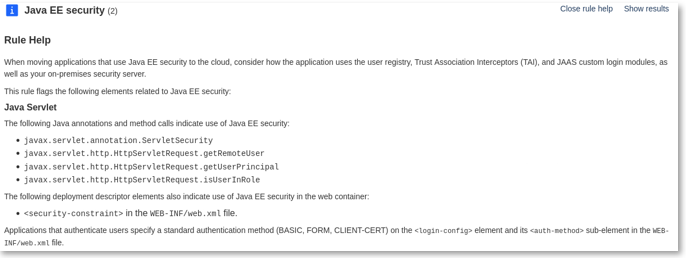 i Java EE security (2) Close rule help Show results
Rule Help
When moving applications that use Java EE security to the cloud, consider how the application uses the user registry, Trust Association Interceptors (TAI), and JAAS custom login modules, as
well as your on-premises security server.
This rule flags the following elements related to Java EE security:
Java Servlet
The following Java annotations and method calls indicate use of Java EE security:
• javax.servlet.annotation.ServletSecurity
• javax.servlet.http.HttpServletRequest.getRemoteUser
• javax.servlet.http.HttpServletRequest.getUserPrincipal
• javax.servlet.http.HttpServletRequest.isUserInRole
The following deployment descriptor elements also indicate use of Java EE security in the web container:
• <security-constraint> in the WEB-INF/web.xml file.
Applications that authenticate users specify a standard authentication method (BASIC, FORM, CLIENT-CERT) on the <login-config> element and its <auth-method> sub-element in the WEB-
INF/web.xml file.